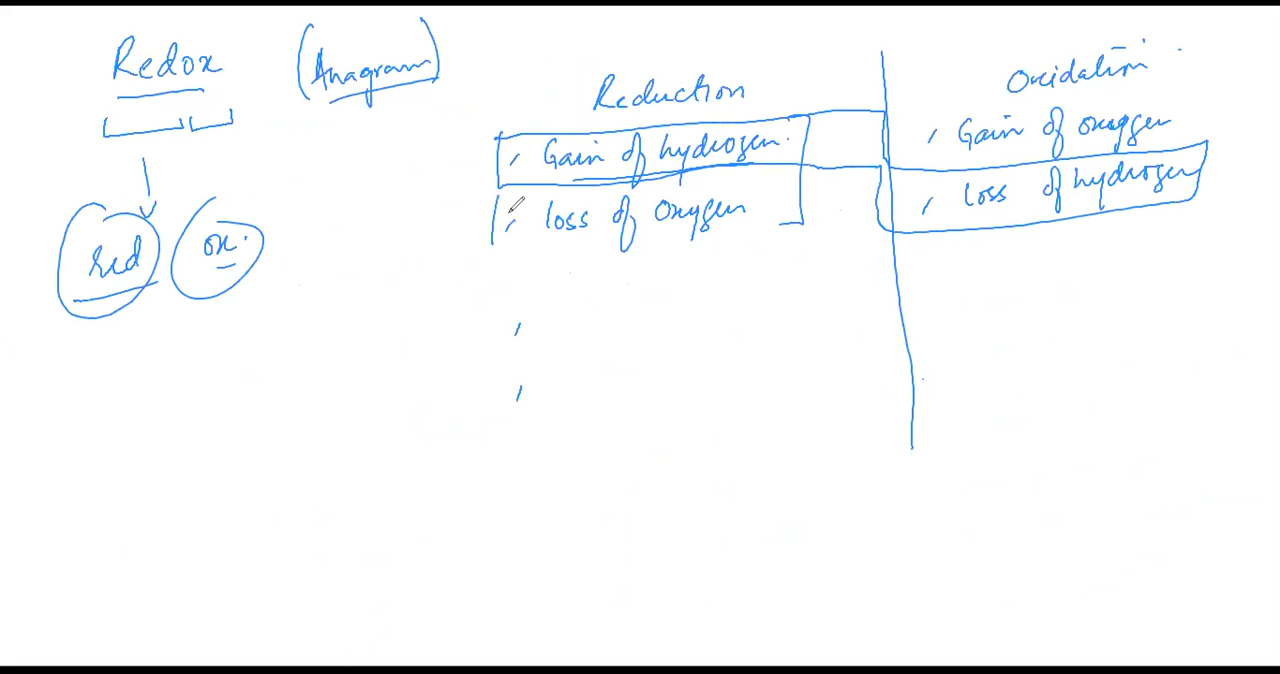 Redox (Anagram)
red ox.
Reduction
, Gain of hydrogen.
, loss of oxygen
,
,
Oxidation
, Gain of oxygen
, loss of hydrogen